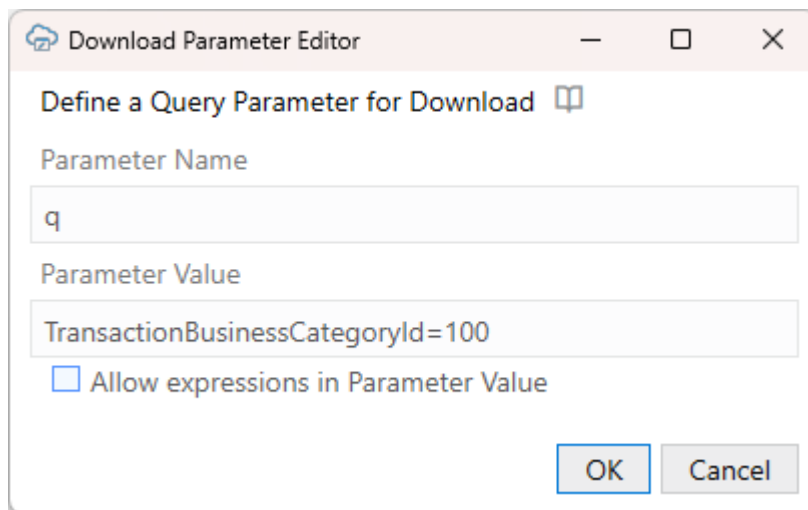 Download Parameter Editor
Define a Query Parameter for Download
Parameter Name
q
Parameter Value
TransactionBusinessCategoryId=100
Allow expressions in Parameter Value
OK Cancel